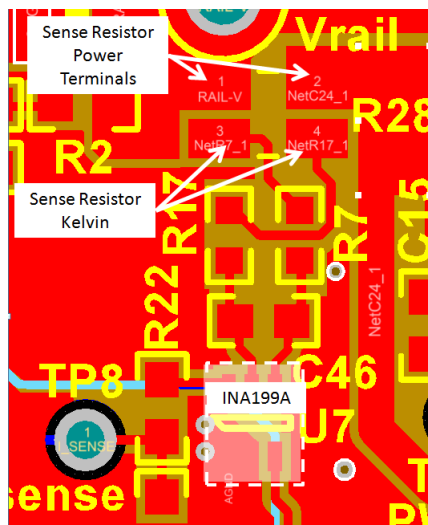 Sense Resistor
Power
Terminals
Vrail
1
RAIL-V
2
NetC24_1
R28
3
NetR7_1
4
NetR17_1
R2
Sense Resistor
Kelvin
R17
R7
C15
NetC24_1
R22
TP8
C46
INA199A
U7
1
I_SENSE
AGND
sense
T